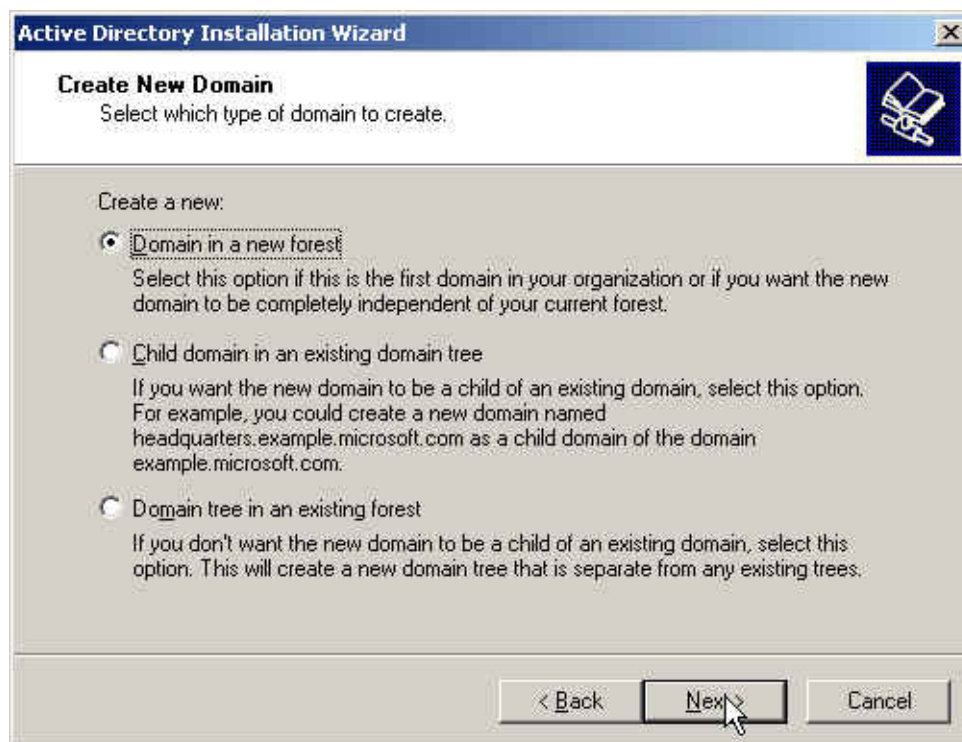 Active Directory Installation Wizard
Create New Domain
Select which type of domain to create.
Create a new:
Domain in a new forest
Select this option if this is the first domain in your organization or if you want the new
domain to be completely independent of your current forest.
Child domain in an existing domain tree
If you want the new domain to be a child of an existing domain, select this option.
For example, you could create a new domain named
headquarters.example.microsoft.com as a child domain of the domain
example.microsoft.com.
Domain tree in an existing forest
If you don't want the new domain to be a child of an existing domain, select this
option. This will create a new domain tree that is separate from any existing trees.
< Back
Next >
Cancel